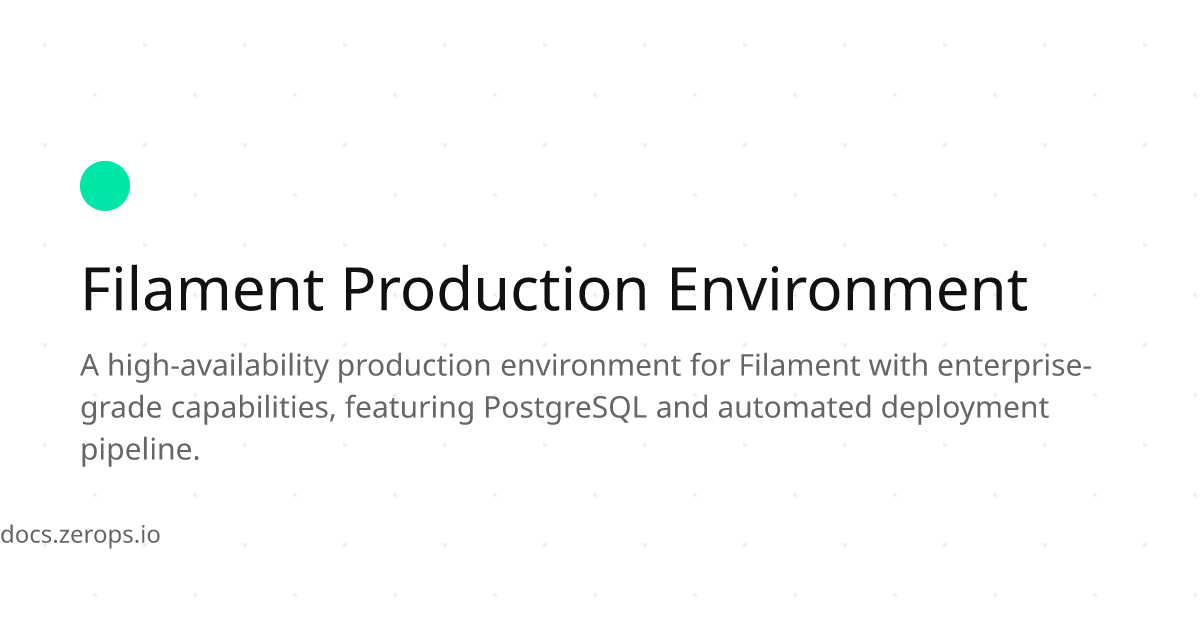 Filament Production Environment
A high-availability production environment for Filament with enterprise-
grade capabilities, featuring PostgreSQL and automated deployment
pipeline.
docs.zerops.io